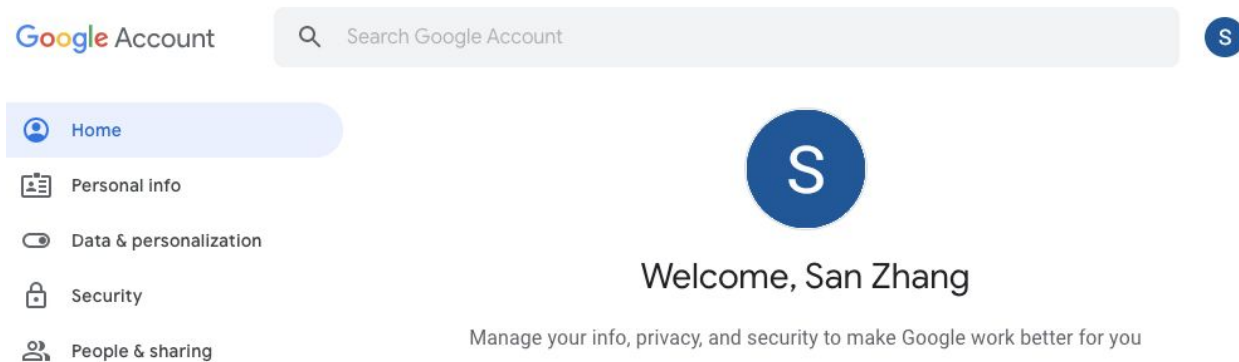 Google Account
Search Google Account
S
Home
Personal info
Data & personalization
Security
People & sharing
S
Welcome, San Zhang
Manage your info, privacy, and security to make Google work better for you